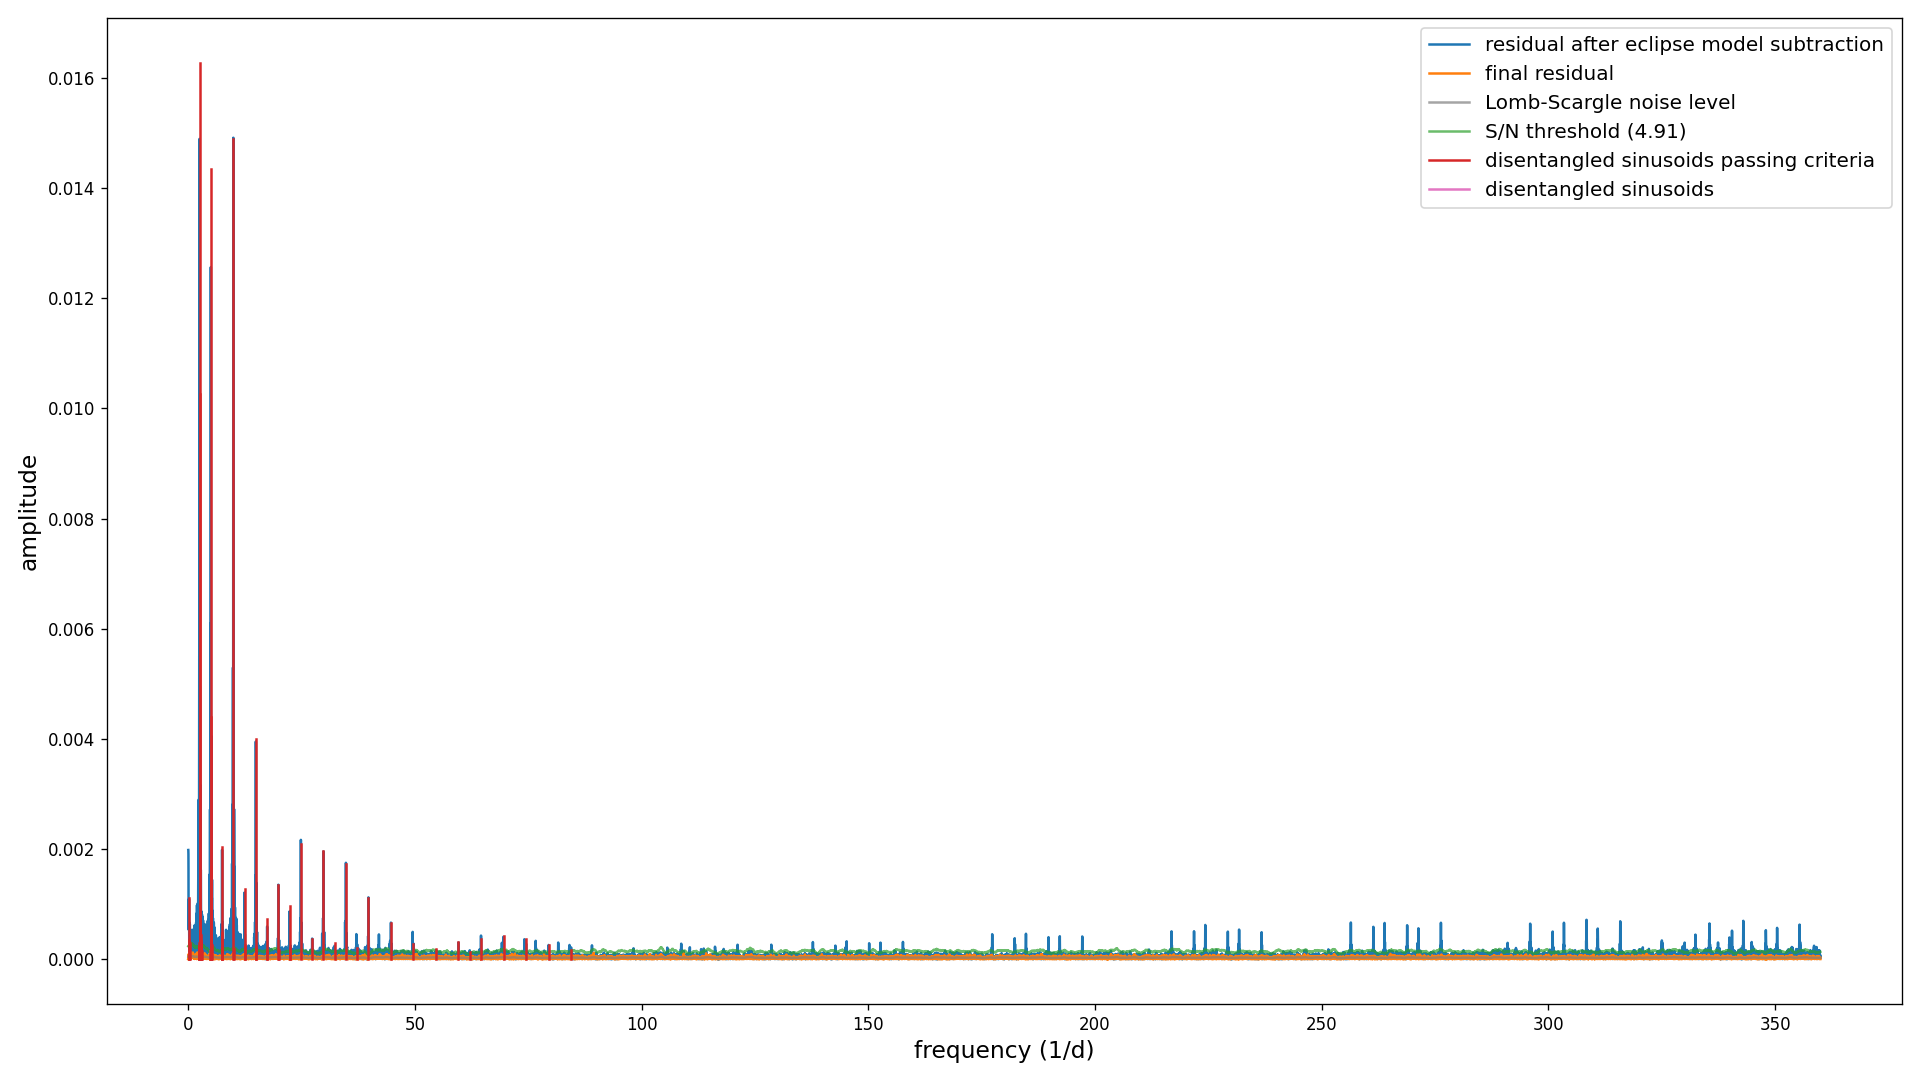 residual after eclipse model subtraction
final residual
Lomb-Scargle noise level
S/N threshold (4.91)
disentangled sinusoids passing criteria
disentangled sinusoids
0.016
0.014
0.012
0.010
0.008
0.006
0.004
0.002
0.000
amplitude
0 50 100 150 200 250 300 350
frequency (1/d)